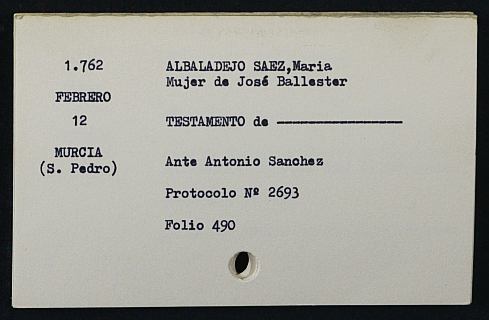 1.762
FEBRERO
12
MURCIA
(S. Pedro)
ALBALADEJO SAEZ,Maria
Mujer de José Ballester
TESTAMENTO de ————————
Ante Antonio Sanchez
Protocolo Nº 2693
Folio 490